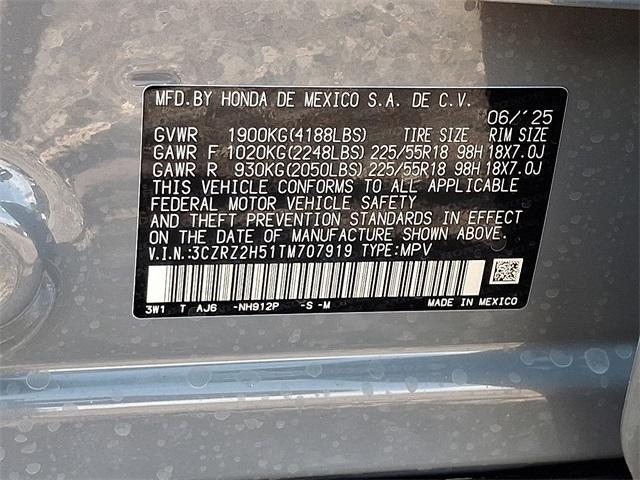 MFD.BY HONDA DE MEXICO S.A. DE C.V.
06/'25
GVWR 1900KG(4188LBS) TIRE SIZE RIM SIZE
GAWR F 1020KG(2248LBS) 225/55R18 98H 18X7.0J
GAWR R 930KG(2050LBS) 225/55R18 98H 18X7.0J
THIS VEHICLE CONFORMS TO ALL APPLICABLE
FEDERAL MOTOR VEHICLE SAFETY
AND THEFT PREVENTION STANDARDS IN EFFECT
ON THE DATE OF MANUFACTURE SHOWN ABOVE.
V.I.N.:3CZRZ2H51TM707919 TYPE:MPV
3W1 T AJ6 -NH912P -S -M MADE IN MEXICO